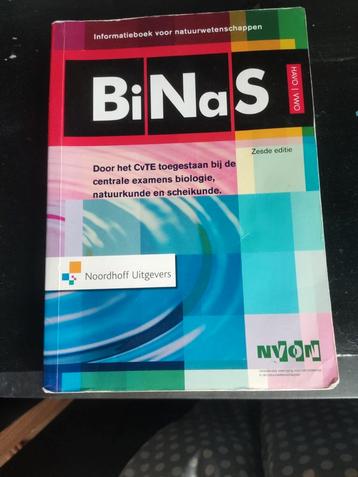 Informatieboek voor natuurwetenschappen
BiNaS
HAVO | VWO
Zesde editie
Door het CvTE toegestaan bij de
centrale examens biologie,
natuurkunde en scheikunde.
Noordhoff Uitgevers
NVON